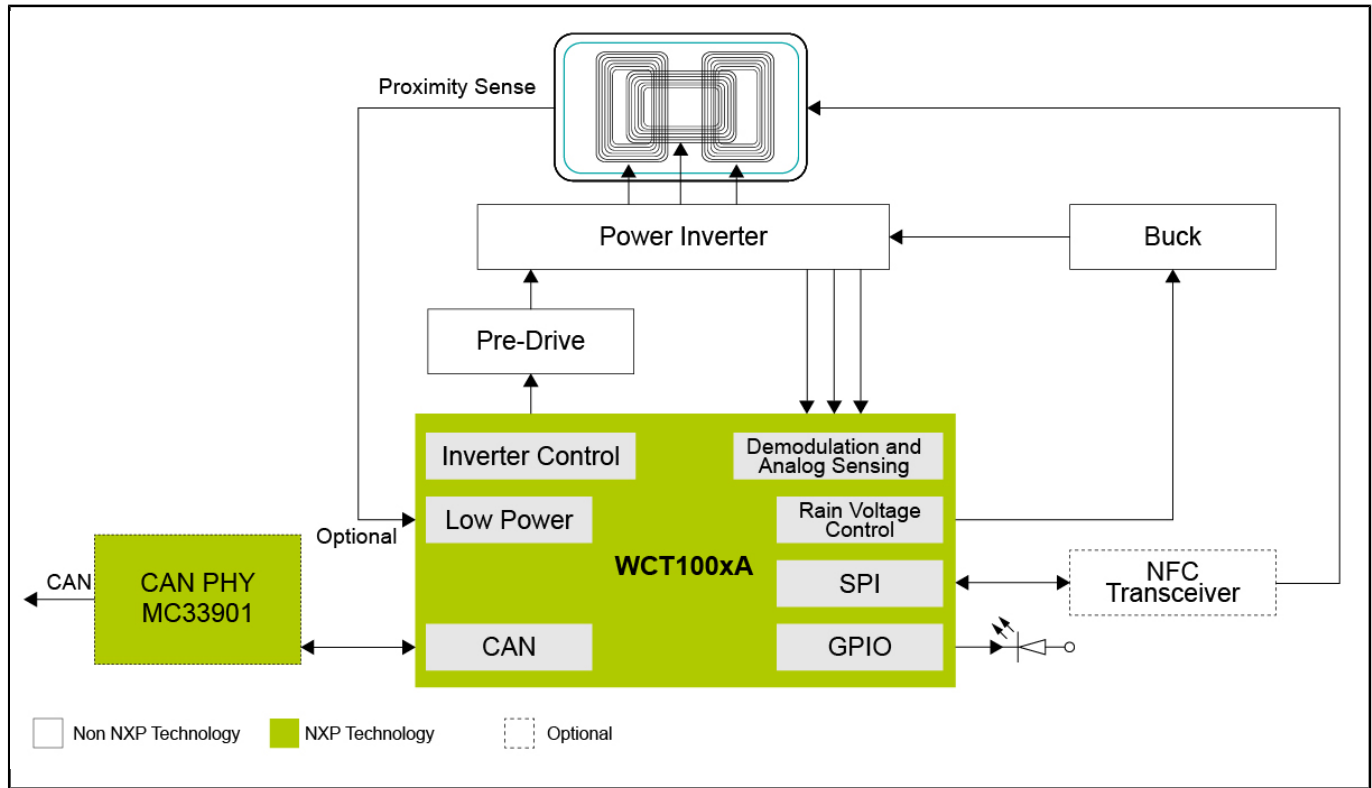 Proximity Sense
Power Inverter
Buck
Pre-Drive
Inverter Control
Demodulation and
Analog Sensing
Low Power
Rain Voltage
Control
Optional
WCT100xA
CAN
CAN PHY
MC33901
SPI
NFC
Transceiver
CAN
GPIO
Non NXP Technology
NXP Technology
Optional